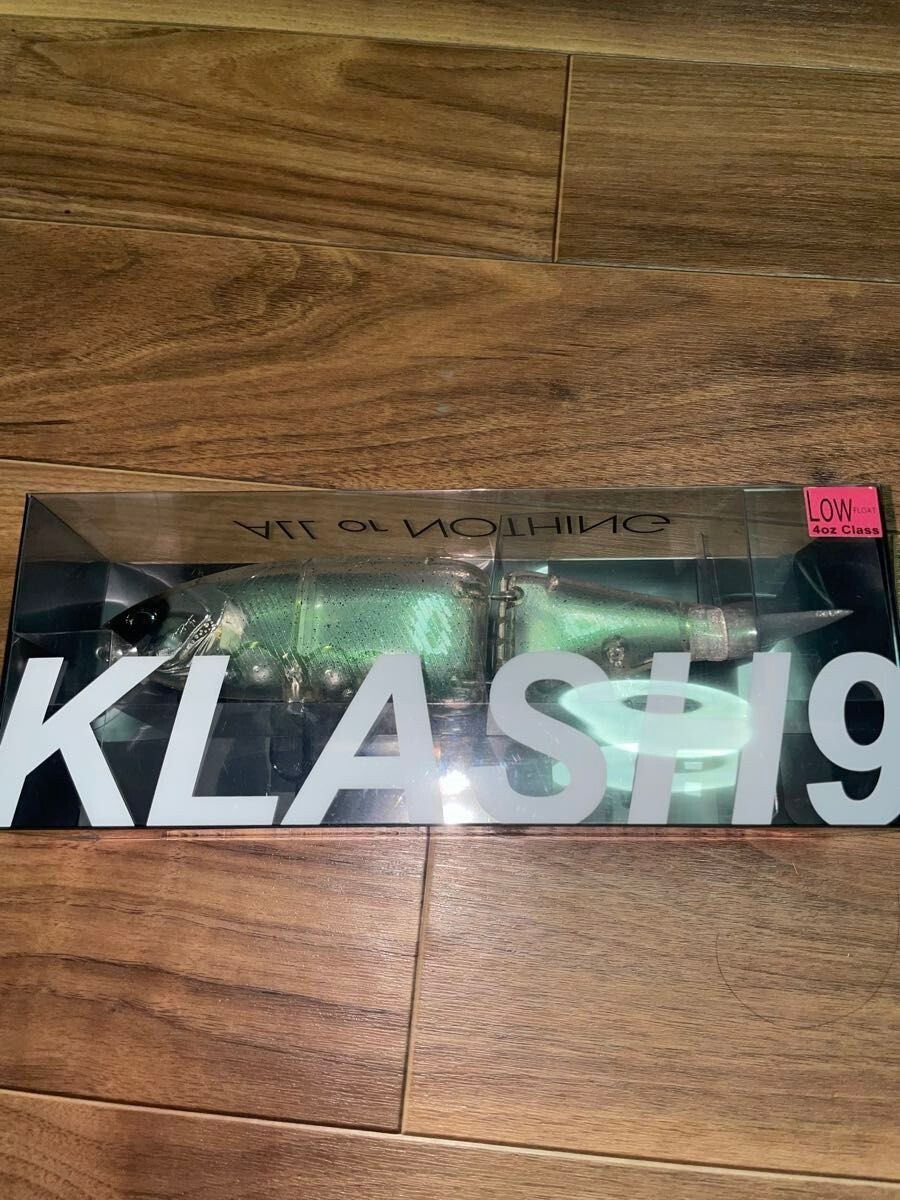 ALL or NOTHING
LOW FLOAT
4oz Class
KLASH9